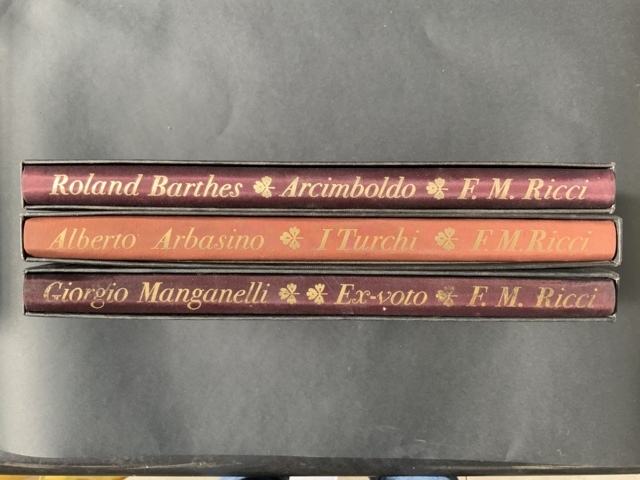 Roland Barthes Arcimboldo F. M. Ricci
Alberto Arbasino I Turchi F. M. Ricci
Giorgio Manganelli Ex-voto F. M. Ricci